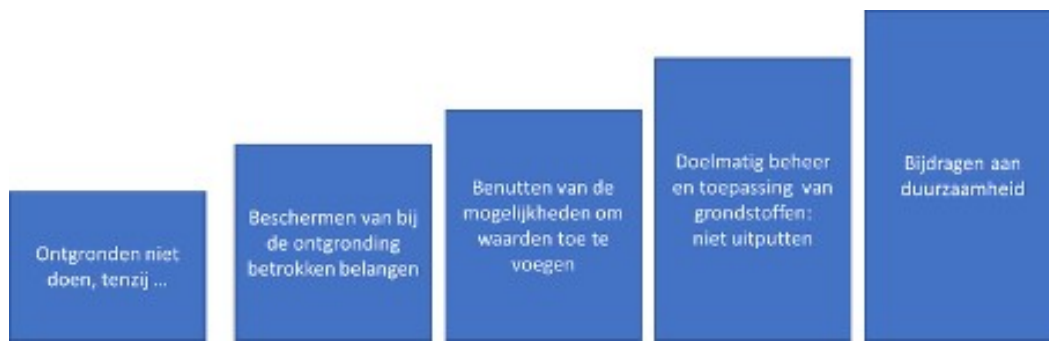 Ontgronden niet
doen, tenzij ...
Beschermen van bij
de ontgronding
betrokken belangen
Benutten van de
mogelijkheden om
waarden toe te
voegen
Doelmatig beheer
en toepassing van
grondstoffen:
niet uitputten
Bijdragen aan
duurzaamheid